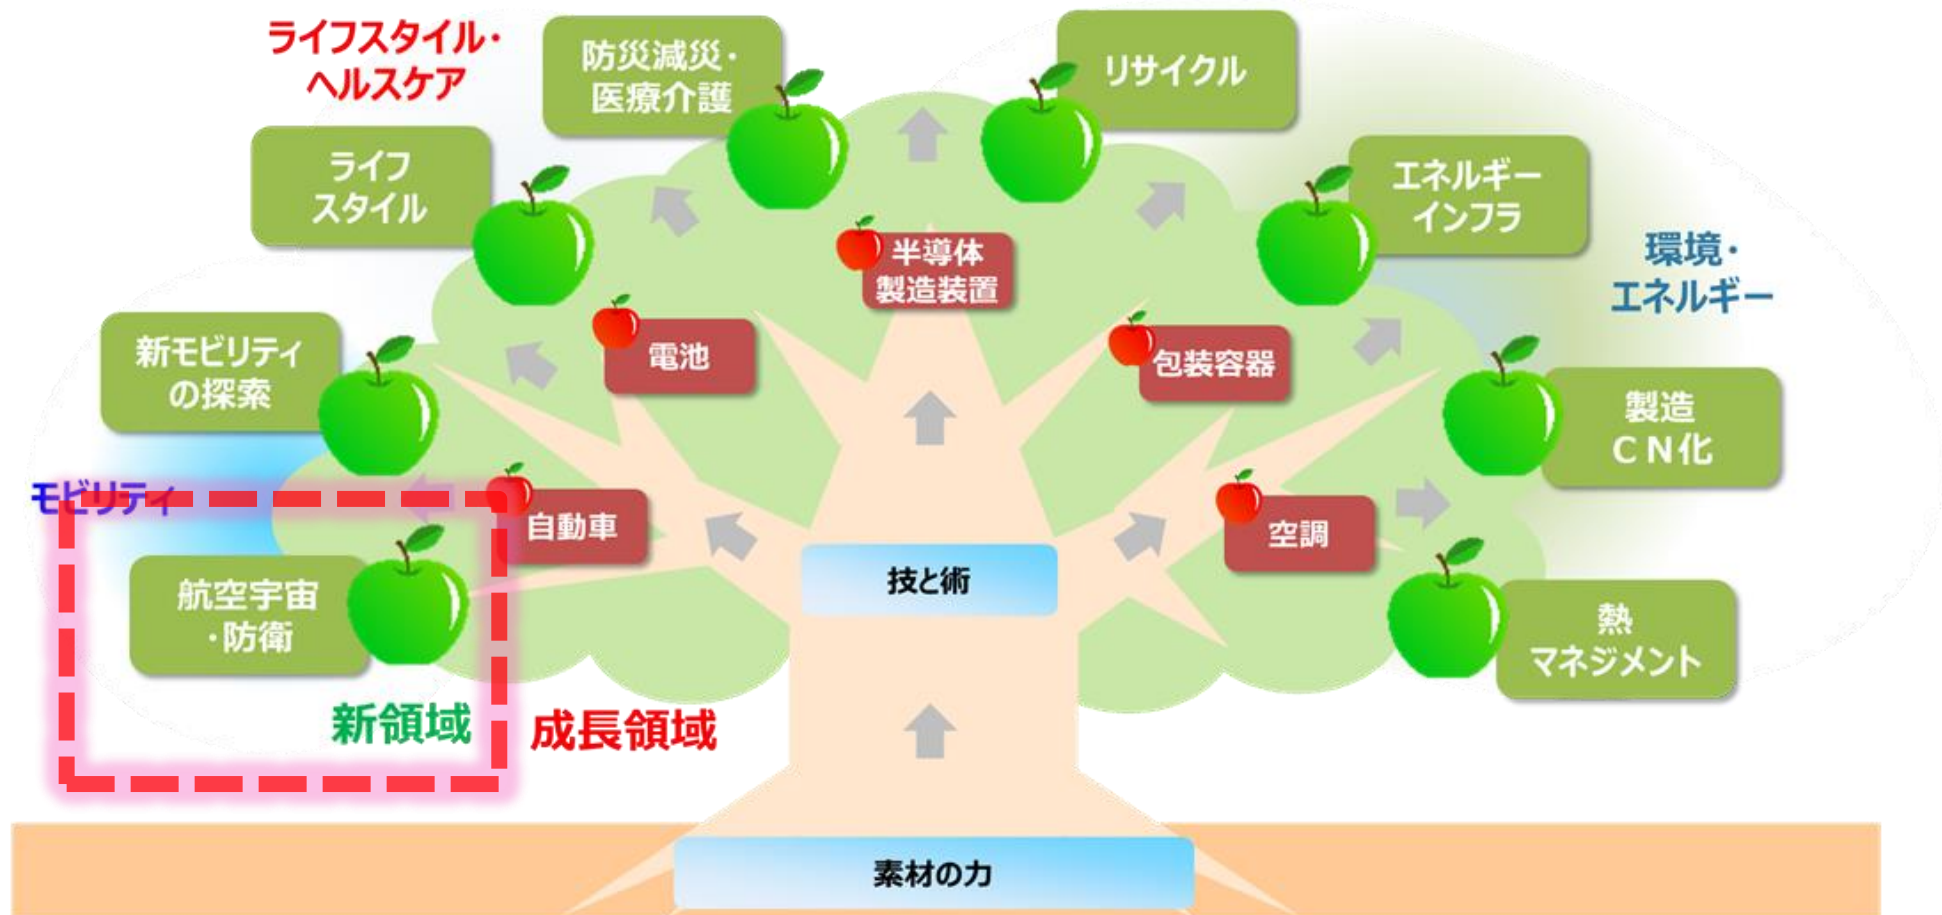 ライフスタイル・
ヘルスケア
防災減災・
医療介護
リサイクル
ライフ
スタイル
エネルギー
インフラ
環境・
エネルギー
半導体
製造装置
新モビリティ
の探索
電池
包装容器
製造
ＣＮ化
モビリティ
自動車
空調
航空宇宙
・防衛
技と術
熱
マネジメント
新領域
成長領域
素材の力